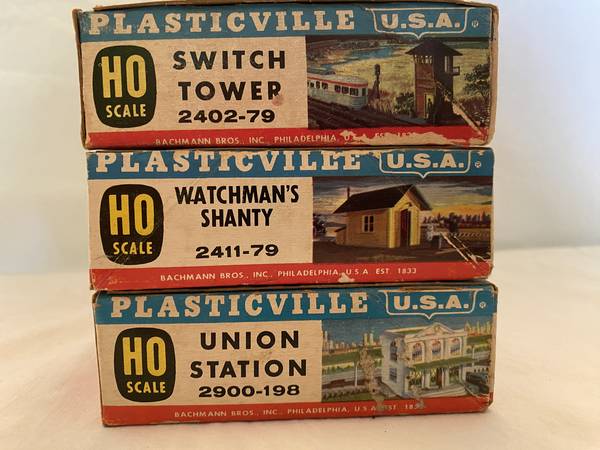 PLASTICVILLE U.S.A.®
HO SCALE
SWITCH
TOWER
2402-79
BACHMANN BROS., INC., PHILADELPHIA, U.S.A. EST.
PLASTICVILLE U.S.A.®
HO SCALE
WATCHMAN'S
SHANTY
2411-79
BACHMANN BROS., INC., PHILADELPHIA, U.S.A. EST. 1833
PLASTICVILLE U.S.A.®
HO SCALE
UNION
STATION
2900-198
BACHMANN BROS., INC., PHILADELPHIA, U.S.A. EST.